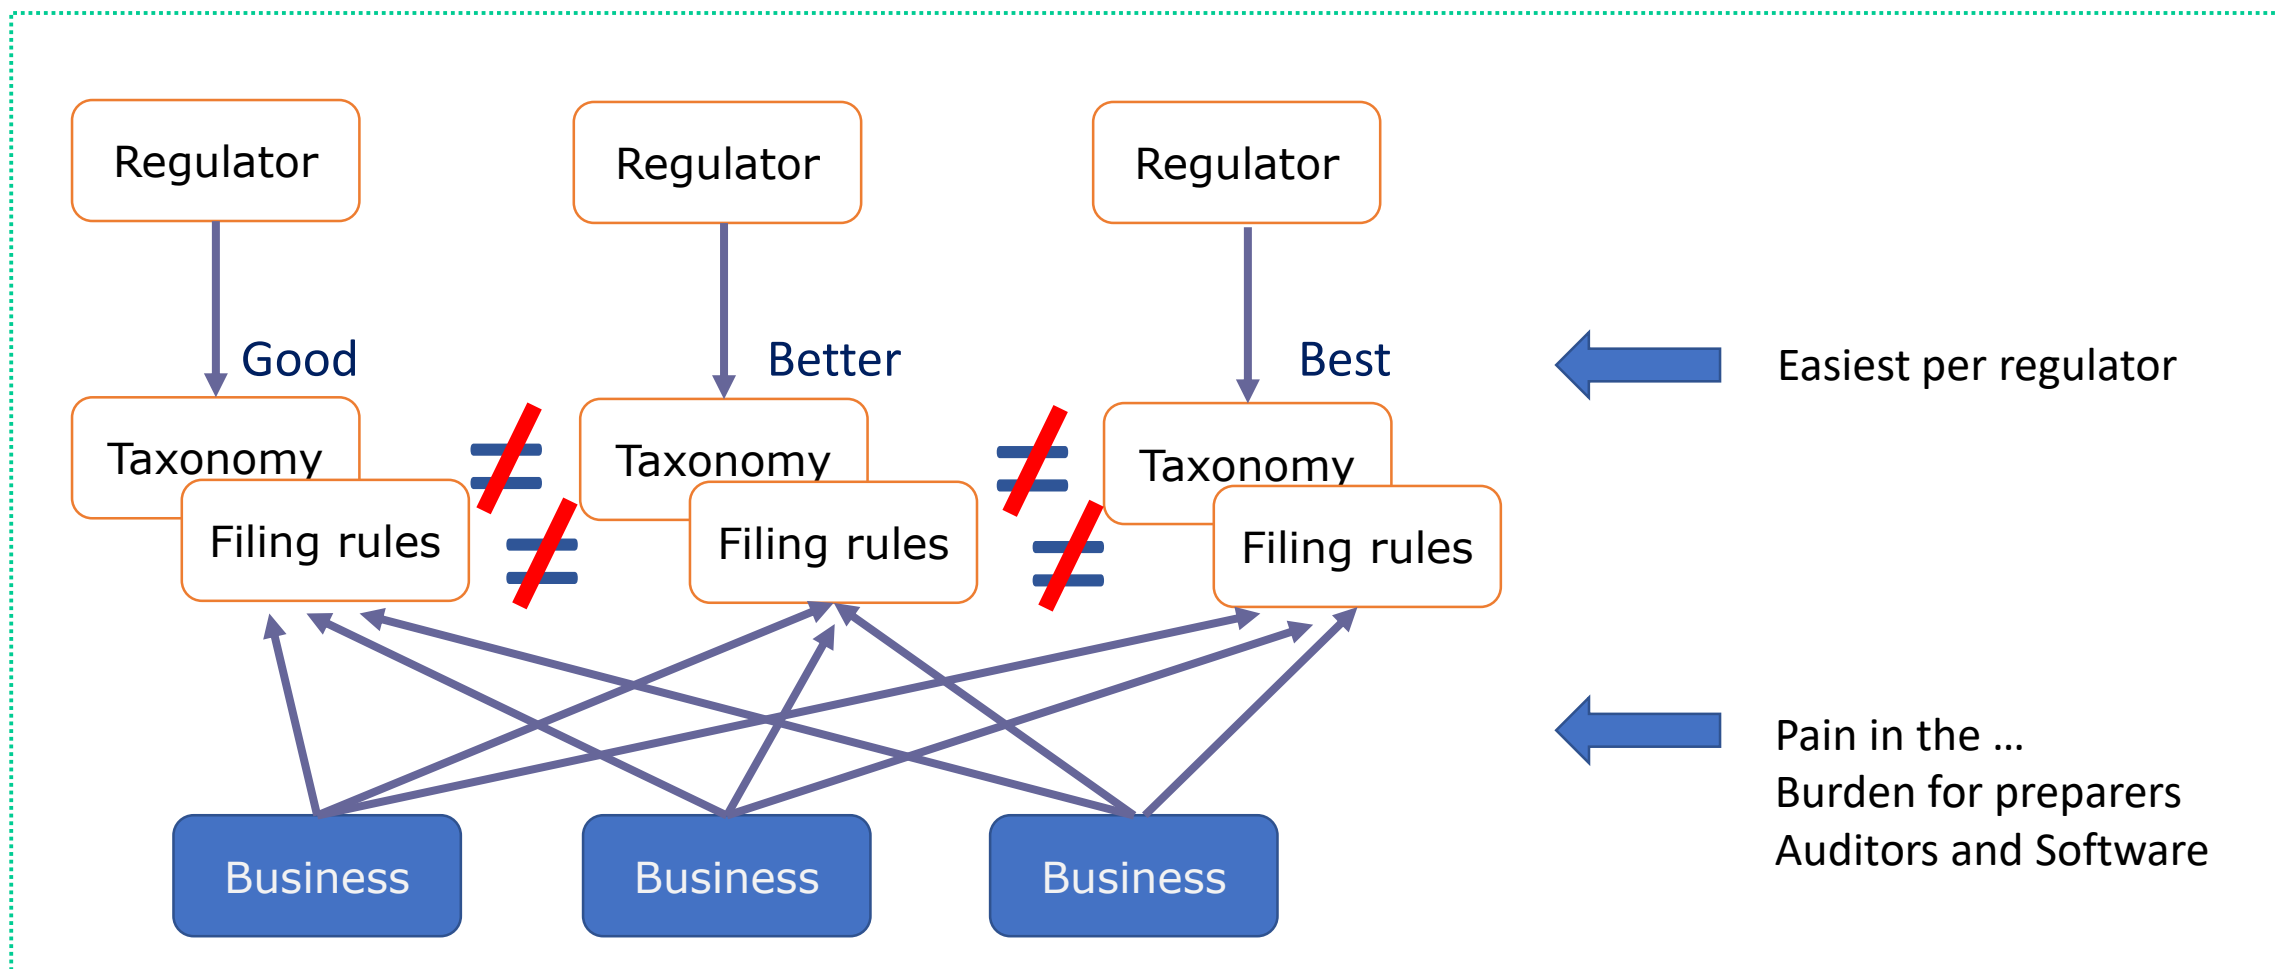 Regulator
Regulator
Regulator
Good
Better
Best
Easiest per regulator
Taxonomy
Taxonomy
Taxonomy
Filing rules
Filing rules
Filing rules
Pain in the …
Burden for preparers
Auditors and Software
Business
Business
Business